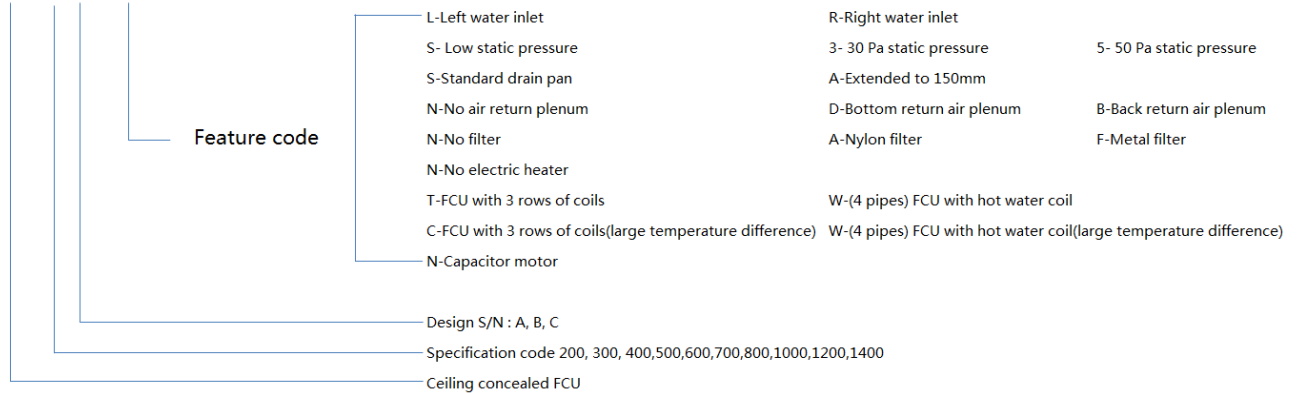 L-Left water inlet R-Right water inlet
S- Low static pressure 3- 30 Pa static pressure 5- 50 Pa static pressure
S-Standard drain pan A-Extended to 150mm
N-No air return plenum D-Bottom return air plenum B-Back return air plenum
Feature code N-No filter A-Nylon filter F-Metal filter
N-No electric heater
T-FCU with 3 rows of coils W-(4 pipes) FCU with hot water coil
C-FCU with 3 rows of coils(large temperature difference) W-(4 pipes) FCU with hot water coil(large temperature difference)
N-Capacitor motor
Design S/N : A, B, C
Specification code 200, 300, 400,500,600,700,800,1000,1200,1400
Ceiling concealed FCU